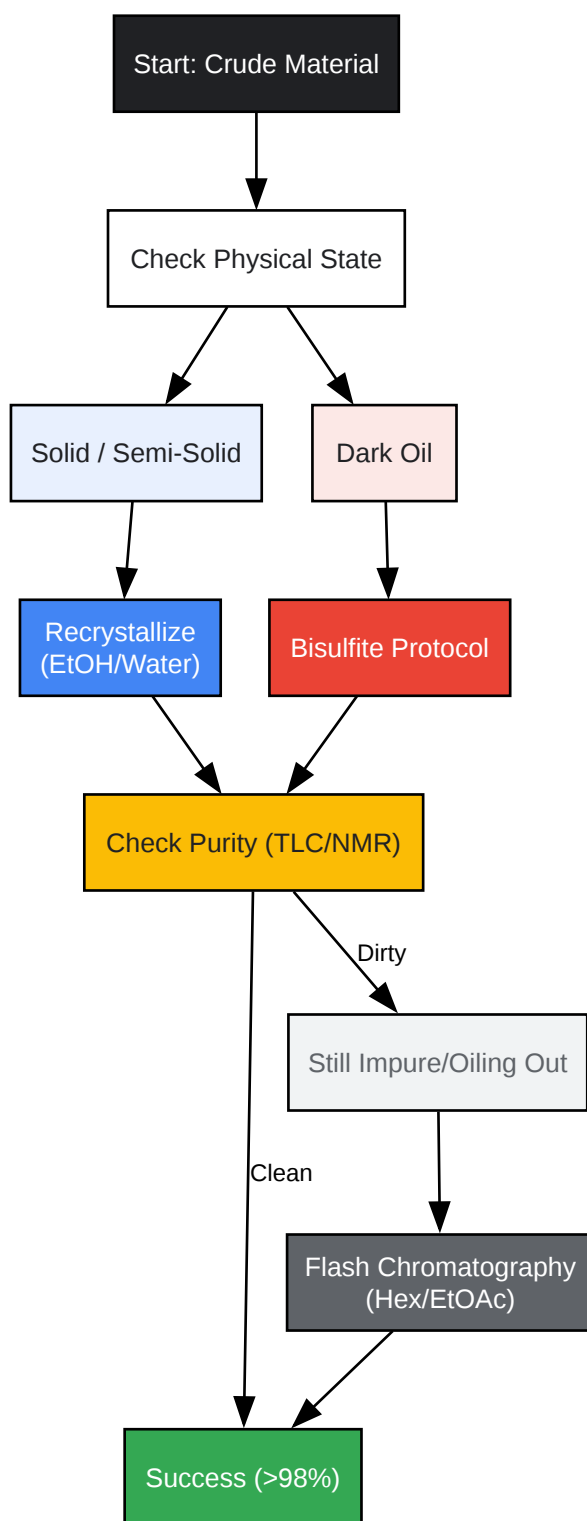 Start: Crude Material
Check Physical State
Solid / Semi-Solid
Dark Oil
Recrystallize
(EtOH/Water)
Bisulfite Protocol
Check Purity (TLC/NMR)
Dirty
Still Impure/Oiling Out
Clean
Flash Chromatography
(Hex/EtOAc)
Success (>98%)